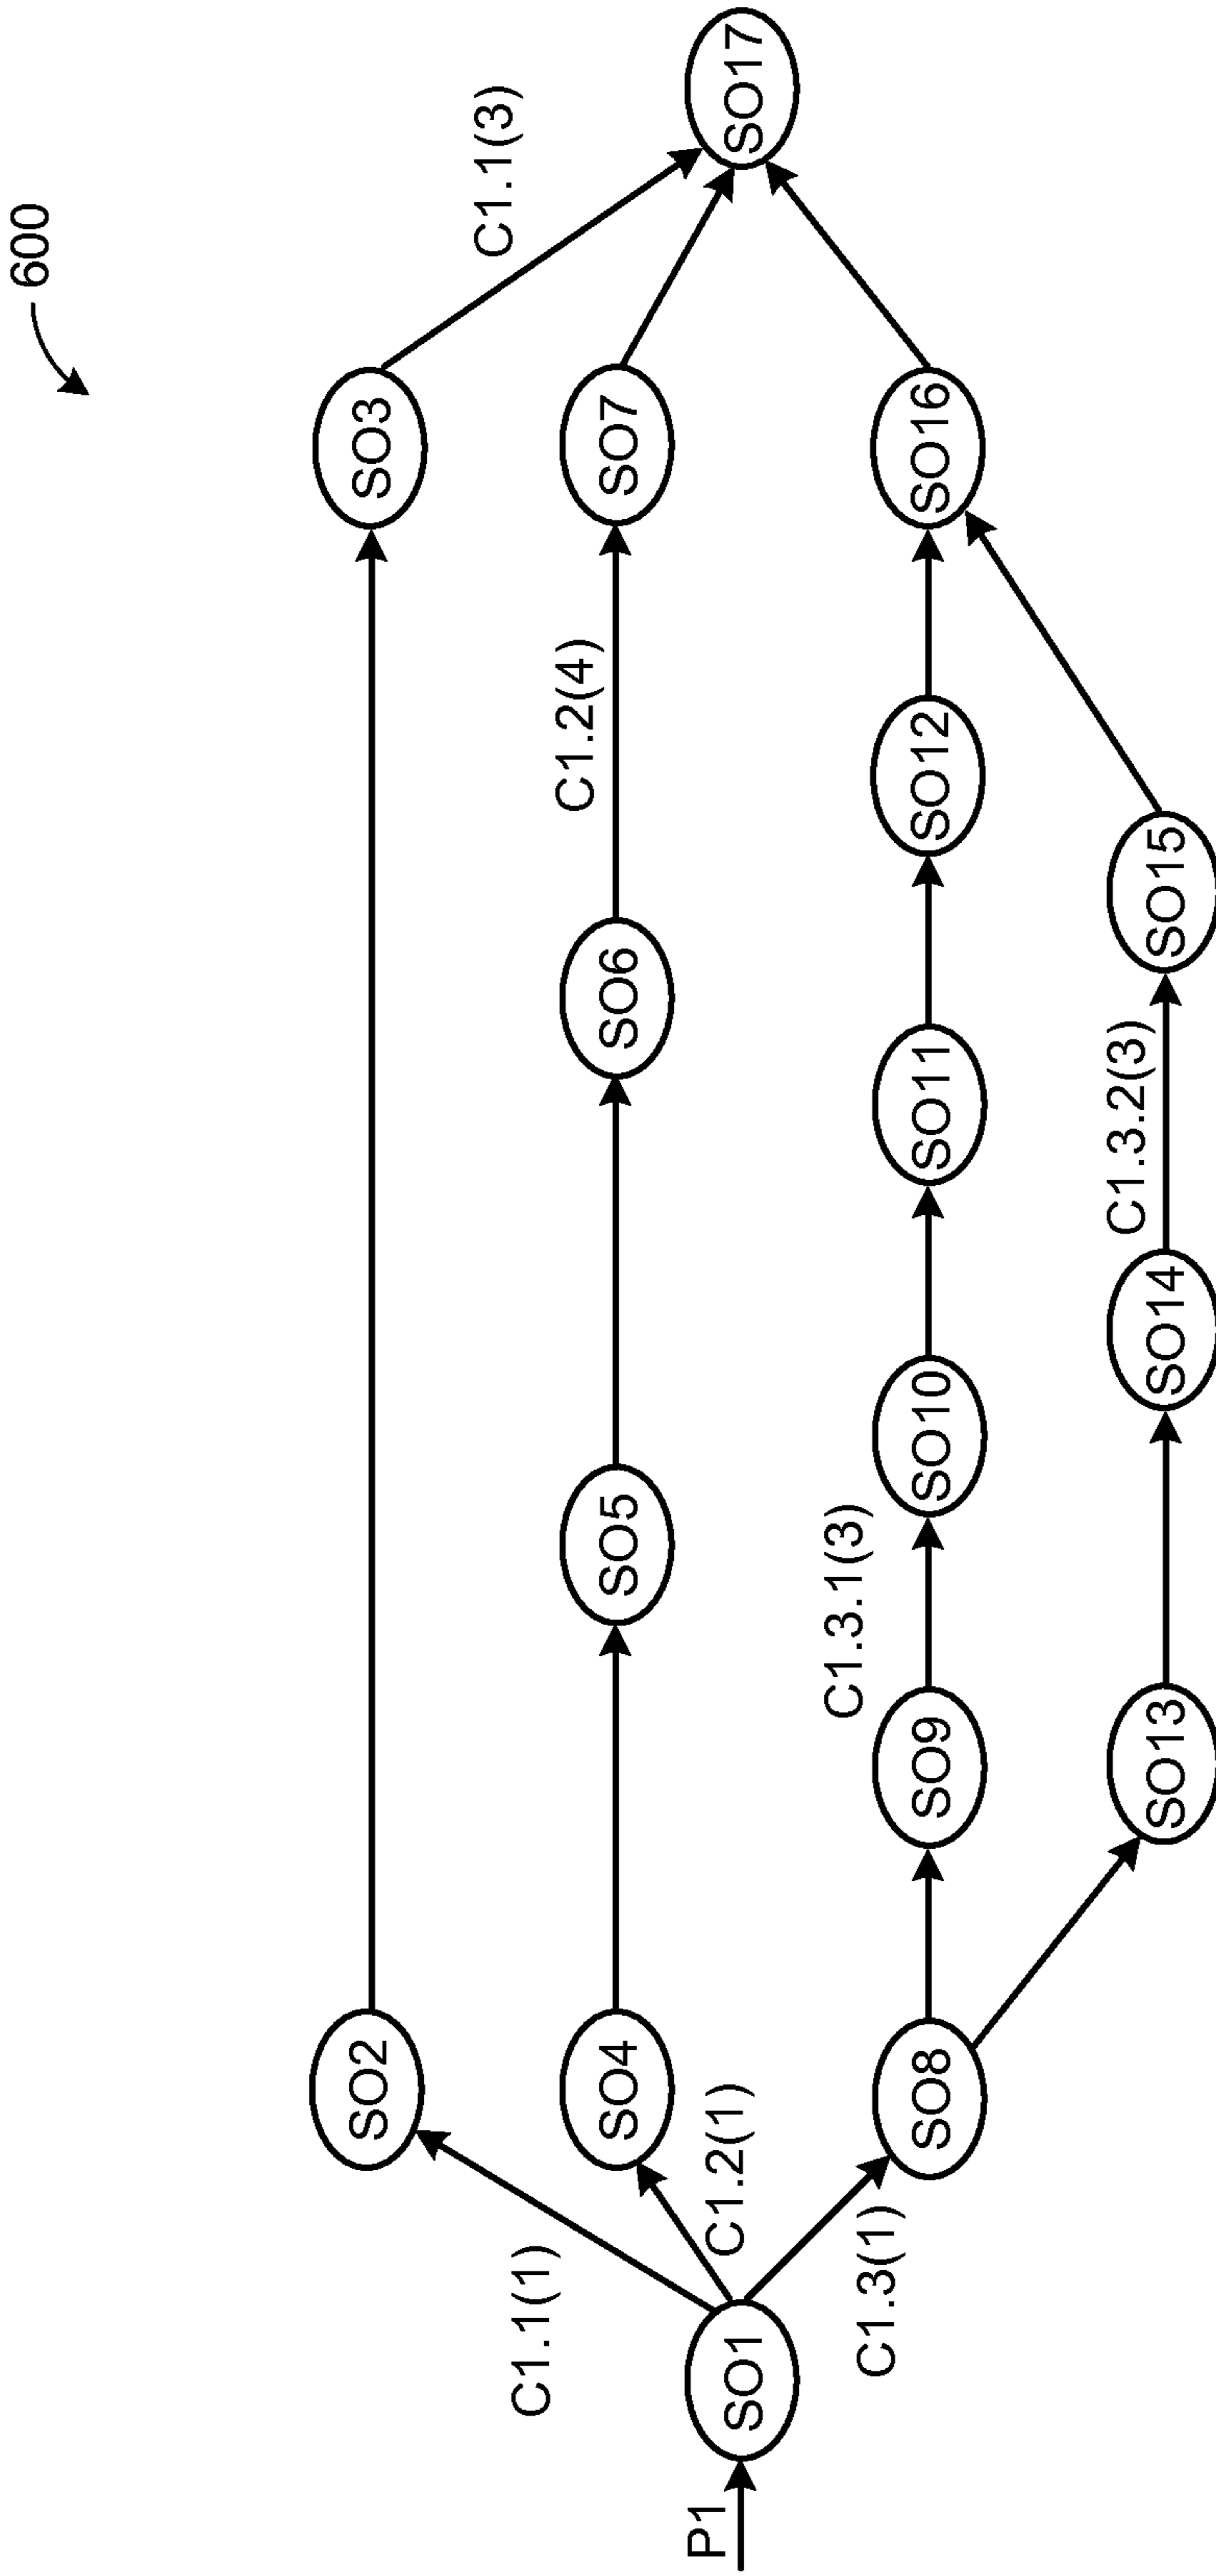 600
P1
SO1
C1.1(1)
C1.2(1)
C1.3(1)
SO2
SO3
C1.1(3)
SO4
SO5
SO6
C1.2(4)
SO7
SO8
SO9
C1.3.1(3)
SO10
SO11
SO12
SO16
SO13
SO14
C1.3.2(3)
SO15
SO17